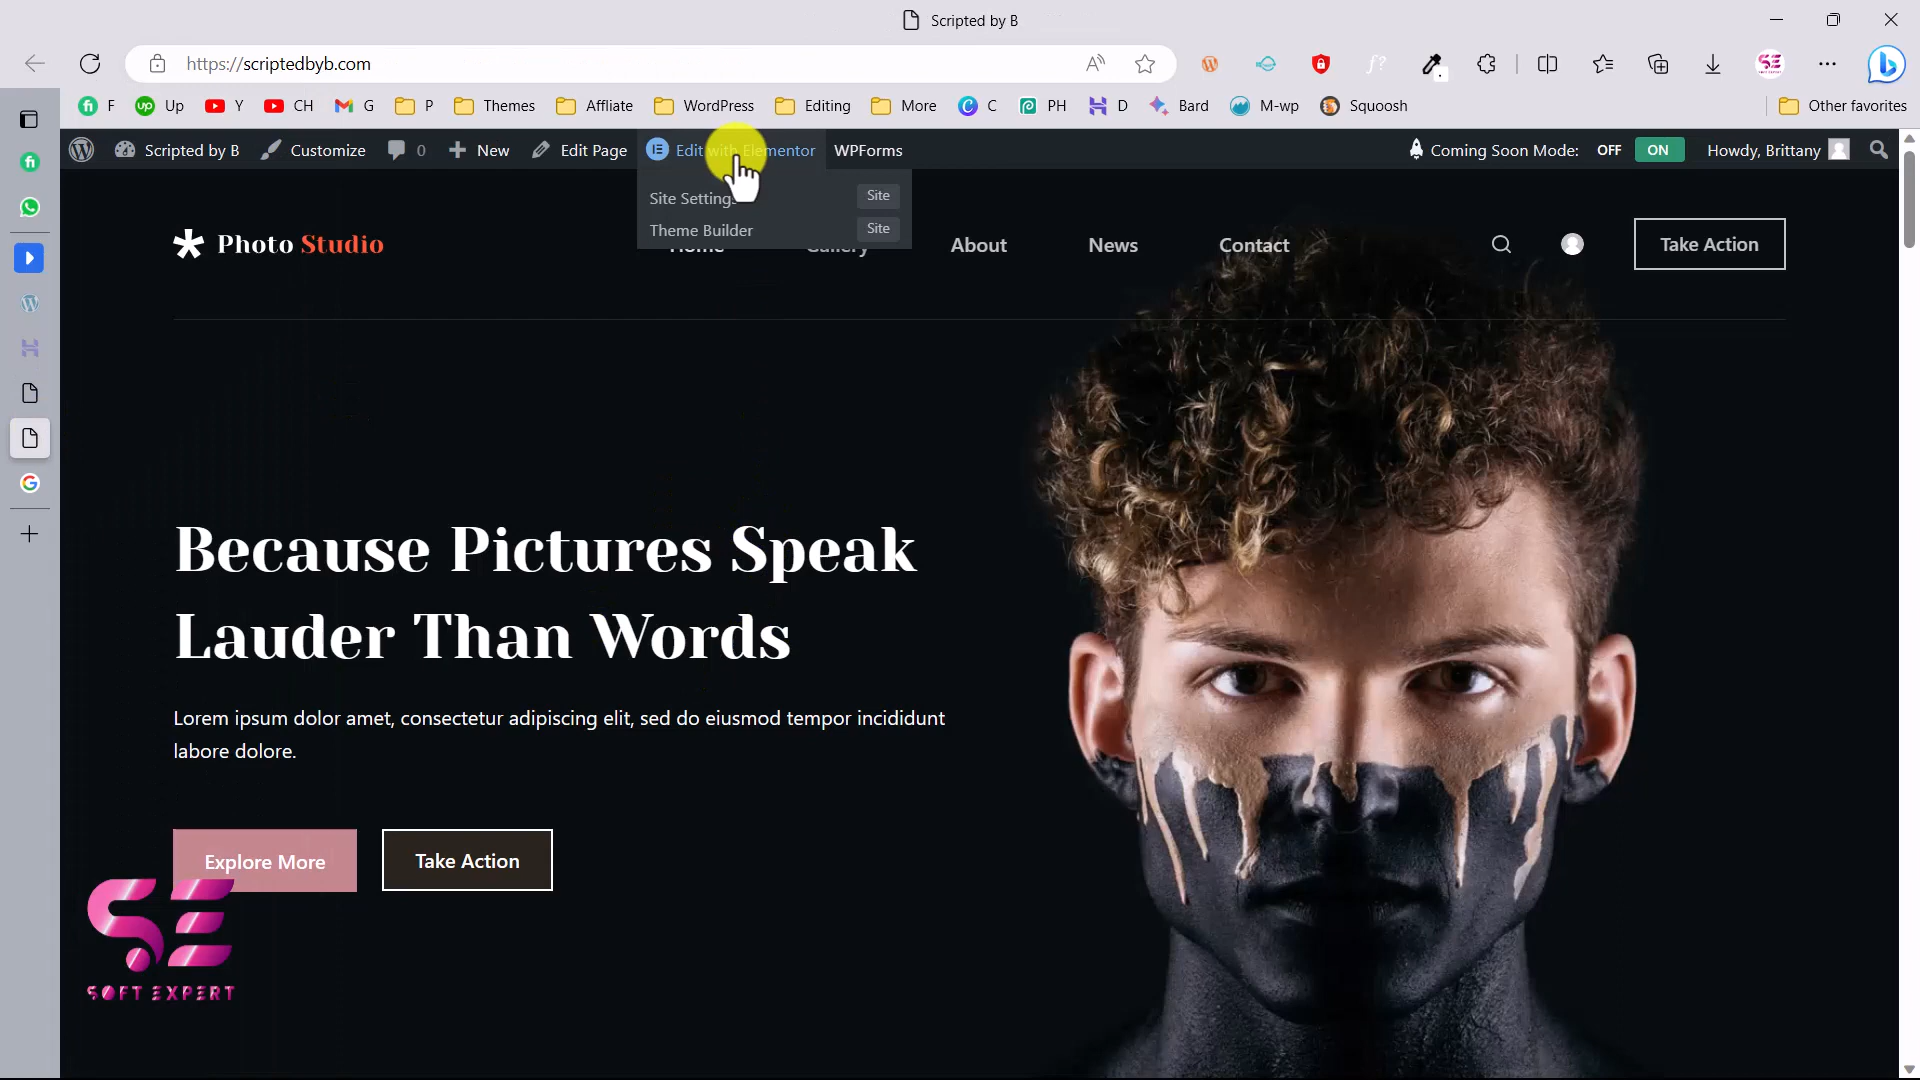 Scripted by B
https://scriptedbyb.com
F Up Y CH G P Themes Affliate WordPress Editing More C PH D Bard M-wp Squoosh Other favorites
Scripted by B Customize 0 New Edit Page Edit with Elementor WPForms Coming Soon Mode: OFF ON Howdy, Brittany
Site Settings Site
Theme Builder Site
Photo Studio Home Gallery About News Contact Take Action
Because Pictures Speak
Lauder Than Words
Lorem ipsum dolor amet, consectetur adipiscing elit, sed do eiusmod tempor incididunt
labore dolore.
Explore More Take Action
SE
SOFT EXPERT